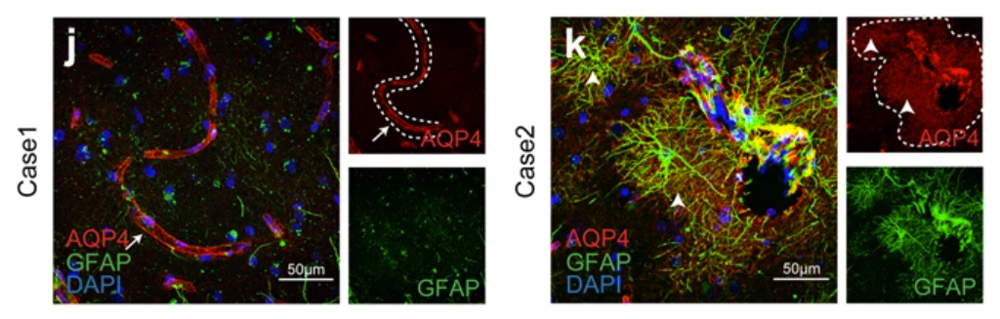 Case1
j
AQP4
GFAP
DAPI
50μm
AQP4
GFAP
Case2
k
AQP4
GFAP
DAPI
50μm
AQP4
GFAP